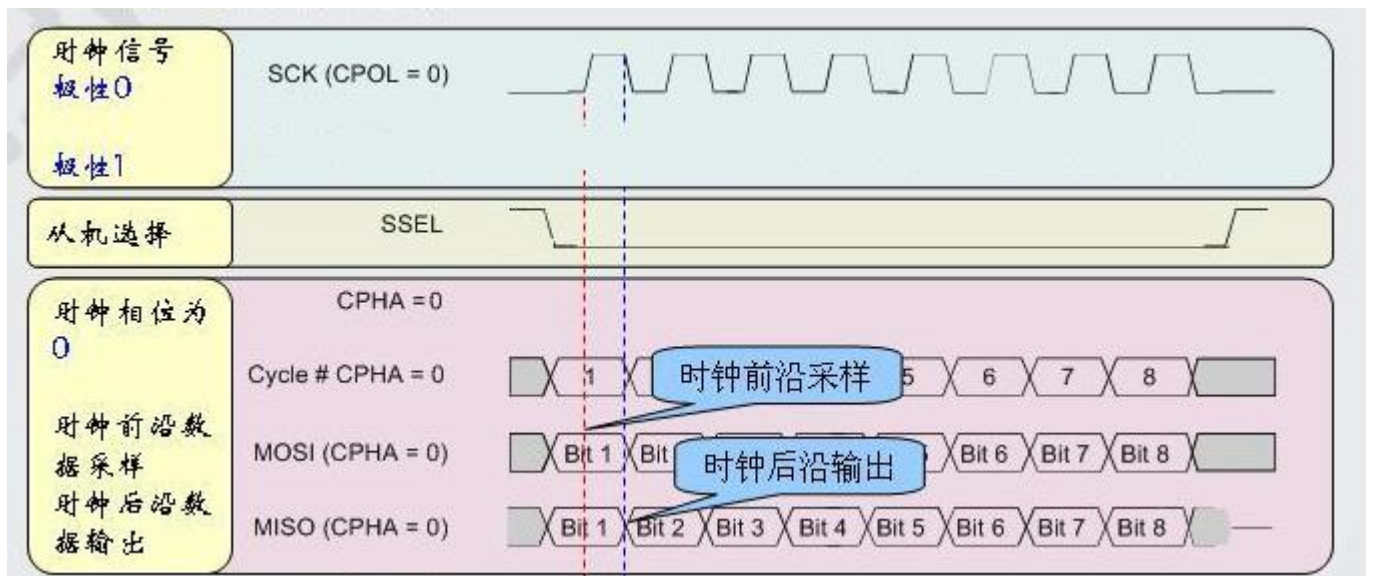 时钟信号
极性0
SCK (CPOL = 0)
极性1
从机选择
SSEL
时钟相位为
0
CPHA = 0
Cycle # CPHA = 0
1
5
6
7
8
时钟前沿采样
时钟前沿数
据采样
MOSI (CPHA = 0)
Bit 1
Bit
Bit 6
Bit 7
Bit 8
时钟后沿输出
时钟后沿数
据输出
MISO (CPHA = 0)
Bit 1
Bit 2
Bit 3
Bit 4
Bit 5
Bit 6
Bit 7
Bit 8